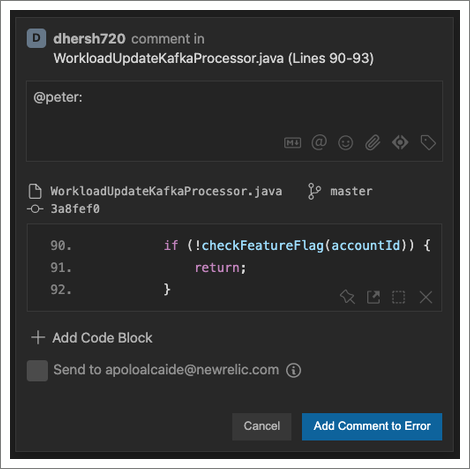 D dhersh720 comment in
WorkloadUpdateKafkaProcessor.java (Lines 90-93)
@peter:
M↓ @
WorkloadUpdateKafkaProcessor.java master
3a8fef0
90. if (!checkFeatureFlag(accountId)) {
91. return;
92. }
+ Add Code Block
Send to apoloalcaide@newrelic.com
Cancel Add Comment to Error